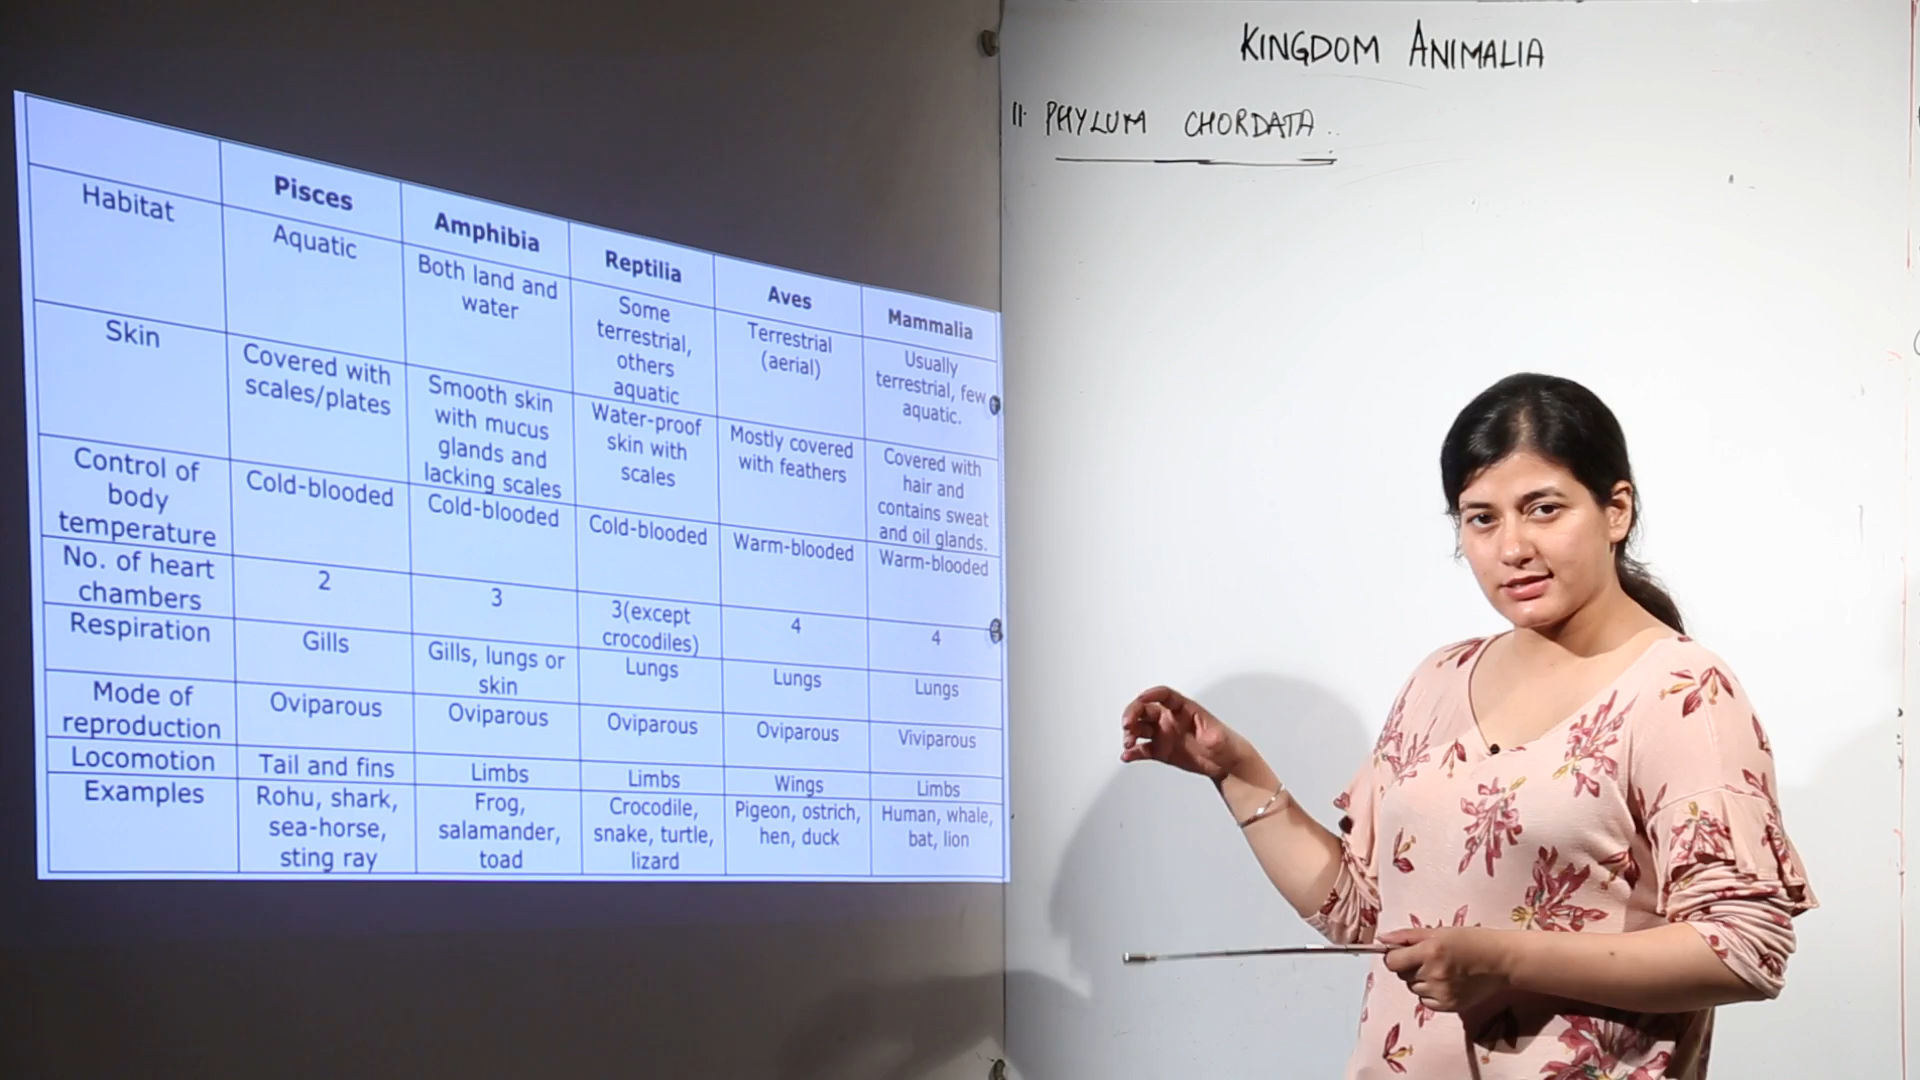 KINGDOM ANIMALIA
11. PHYLUM CHORDATA..
Pisces
Amphibia
Reptilia
Aves
Mammalia
Habitat
Aquatic
Both land and
water
Some
terrestrial,
others
aquatic
Terrestrial
(aerial)
Usually
terrestrial, few
aquatic.
Skin
Covered with
scales/plates
Smooth skin
with mucus
glands and
lacking scales
Water-proof
skin with
scales
Mostly covered
with feathers
Covered with
hair and
contains sweat
and oil glands.
Control of
body
temperature
Cold-blooded
Cold-blooded
Cold-blooded
Warm-blooded
Warm-blooded
No. of heart
chambers
2
3
3(except
crocodiles)
4
4
Respiration
Gills
Gills, lungs or
skin
Lungs
Lungs
Lungs
Mode of
reproduction
Oviparous
Oviparous
Oviparous
Oviparous
Viviparous
Locomotion
Tail and fins
Limbs
Limbs
Wings
Limbs
Examples
Rohu, shark,
sea-horse,
sting ray
Frog,
salamander,
toad
Crocodile,
snake, turtle,
lizard
Pigeon, ostrich,
hen, duck
Human, whale,
bat, lion